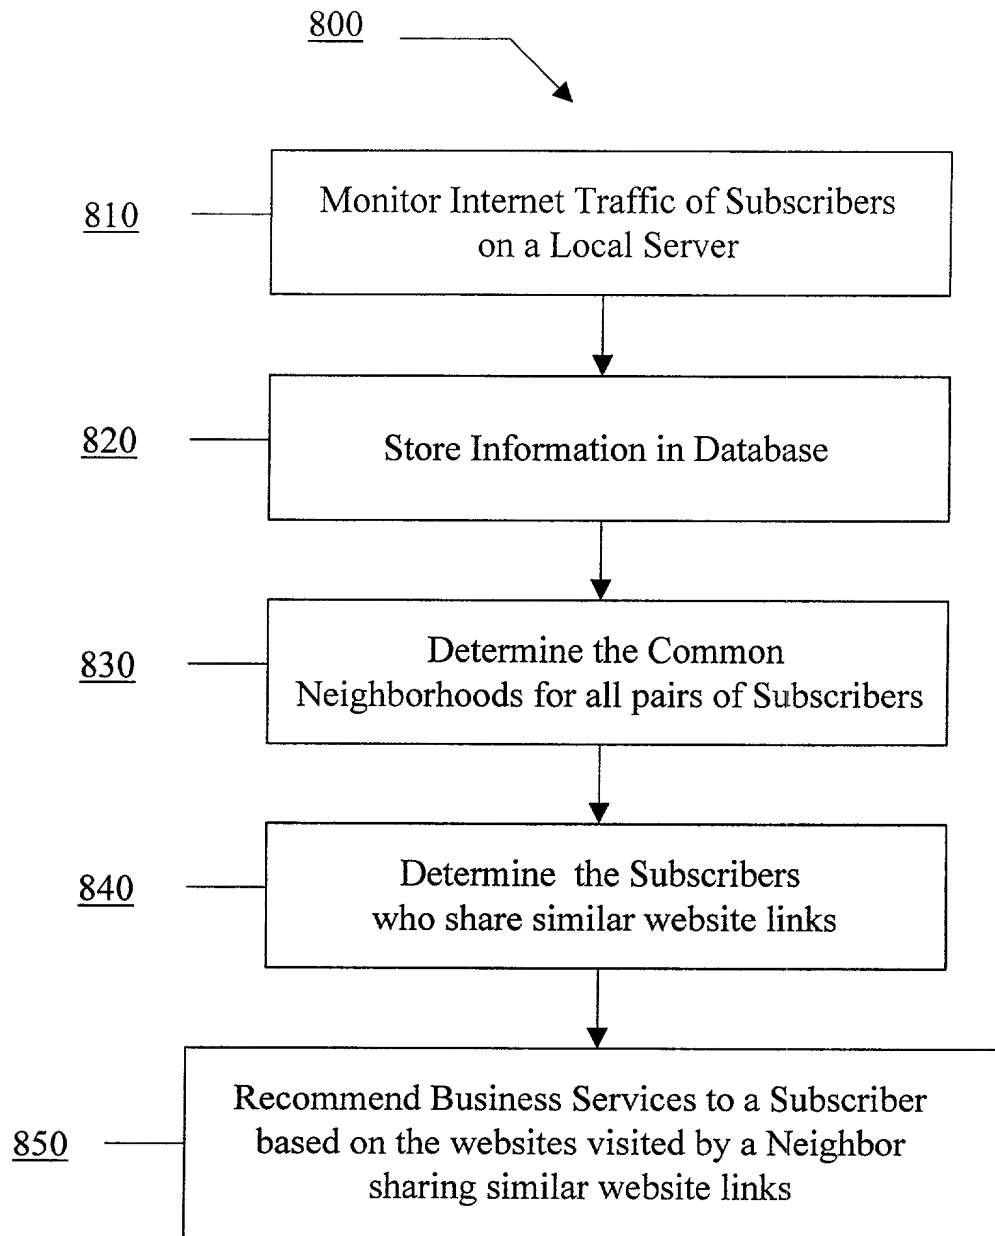 800
810
Monitor Internet Traffic of Subscribers
on a Local Server
820
Store Information in Database
830
Determine the Common
Neighborhoods for all pairs of Subscribers
840
Determine the Subscribers
who share similar website links
850
Recommend Business Services to a Subscriber
based on the websites visited by a Neighbor
sharing similar website links